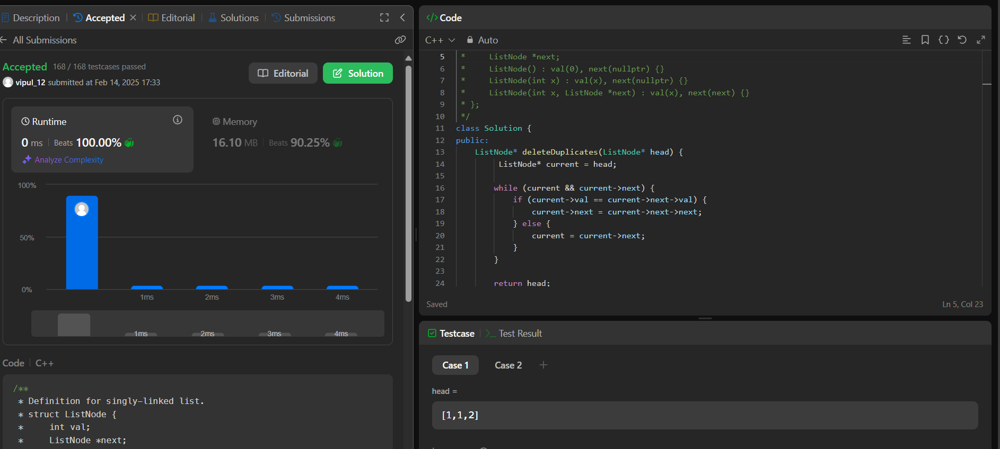 Description
Accepted
Editorial
Solutions
Submissions
All Submissions
Accepted 168 / 168 testcases passed
vipul_12 submitted at Feb 14, 2025 17:33
Editorial
Solution
Runtime
0 ms Beats 100.00%
Analyze Complexity
Memory
16.10 MB Beats 90.25%
100%
50%
0%
1ms 2ms 3ms 4ms
1ms 2ms 3ms 4ms
Code C++
/**
* Definition for singly-linked list.
* struct ListNode {
*     int val;
*     ListNode *next;
</> Code
C++ Auto
5 *     ListNode *next;
6 *     ListNode() : val(0), next(nullptr) {}
7 *     ListNode(int x) : val(x), next(nullptr) {}
8 *     ListNode(int x, ListNode *next) : val(x), next(next) {}
9 * };
10 */
11 class Solution {
12 public:
13     ListNode* deleteDuplicates(ListNode* head) {
14          ListNode* current = head;
15
16         while (current && current->next) {
17             if (current->val == current->next->val) {
18                 current->next = current->next->next;
19             } else {
20                 current = current->next;
21             }
22         }
23
24         return head;
Saved
Ln 5, Col 23
Testcase
Test Result
Case 1
Case 2
head =
[1,1,2]